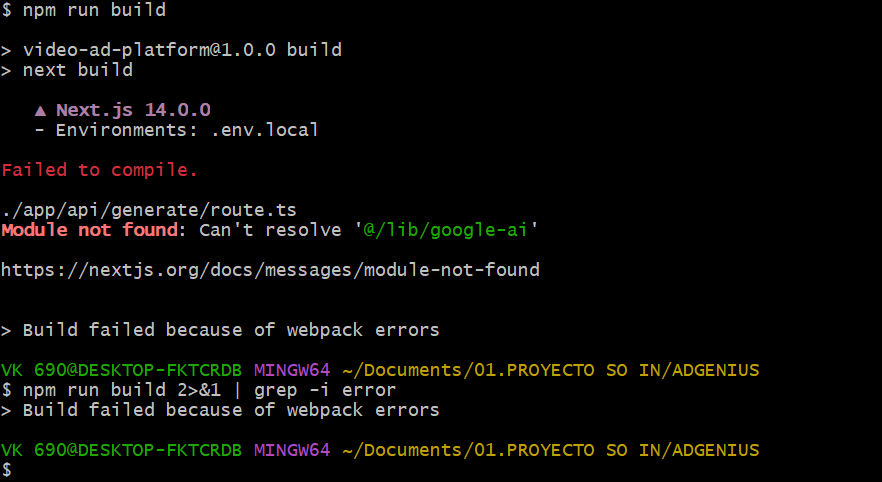 $ npm run build
> video-ad-platform@1.0.0 build
> next build
▲ Next.js 14.0.0
- Environments: .env.local
Failed to compile.
./app/api/generate/route.ts
Module not found: Can't resolve '@/lib/google-ai'
https://nextjs.org/docs/messages/module-not-found
> Build failed because of webpack errors
VK 690@DESKTOP-FKTCRDB MINGW64 ~/Documents/01.PROYECTO SO IN/ADGENIUS
$ npm run build 2>&1 | grep -i error
> Build failed because of webpack errors
VK 690@DESKTOP-FKTCRDB MINGW64 ~/Documents/01.PROYECTO SO IN/ADGENIUS
$